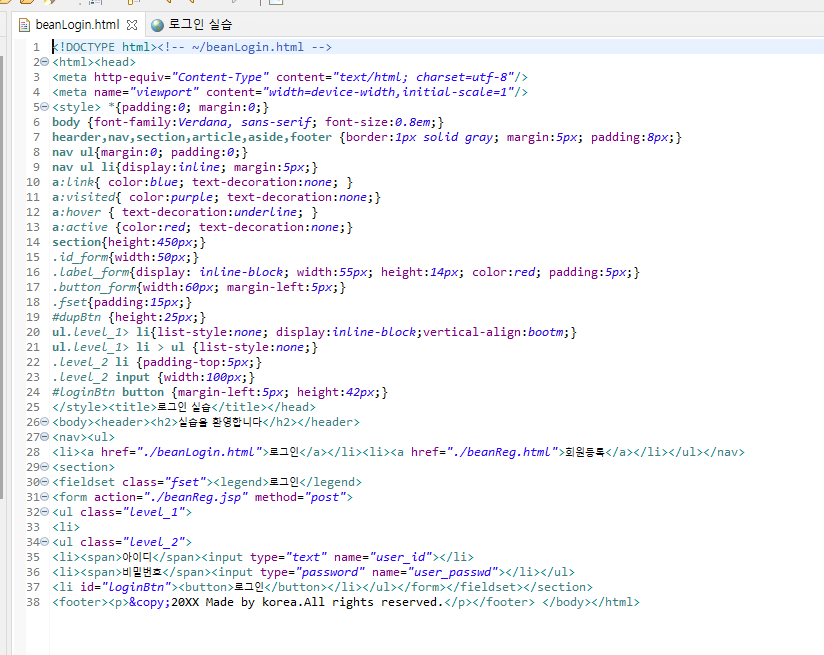 beanLogin.html 로그인 실습
1 <!DOCTYPE html><!-- ~/beanLogin.html -->
2 <html><head>
3 <meta http-equiv="Content-Type" content="text/html; charset=utf-8"/>
4 <meta name="viewport" content="width=device-width,initial-scale=1"/>
5 <style> *{padding:0; margin:0;}
6 body {font-family:Verdana, sans-serif; font-size:0.8em;}
7 hearder,nav,section,article,aside,footer {border:1px solid gray; margin:5px; padding:8px;}
8 nav ul{margin:0; padding:0;}
9 nav ul li{display:inline; margin:5px;}
10 a:link{ color:blue; text-decoration:none; }
11 a:visited{ color:purple; text-decoration:none;}
12 a:hover { text-decoration:underline; }
13 a:active {color:red; text-decoration:none;}
14 section{height:450px;}
15 .id_form{width:50px;}
16 .label_form{display: inline-block; width:55px; height:14px; color:red; padding:5px;}
17 .button_form{width:60px; margin-left:5px;}
18 .fset{padding:15px;}
19 #dupBtn {height:25px;}
20 ul.level_1> li{list-style:none; display:inline-block;vertical-align:bootm;}
21 ul.level_1> li > ul {list-style:none;}
22 .level_2 li {padding-top:5px;}
23 .level_2 input {width:100px;}
24 #loginBtn button {margin-left:5px; height:42px;}
25 </style><title>로그인 실습</title></head>
26 <body><header><h2>실습을 환영합니다</h2></header>
27 <nav><ul>
28 <li><a href="./beanLogin.html">로그인</a></li><li><a href="./beanReg.html">회원등록</a></li></ul></nav>
29 <section>
30 <fieldset class="fset"><legend>로그인</legend>
31 <form action="./beanReg.jsp" method="post">
32 <ul class="level_1">
33 <li>
34 <ul class="level_2">
35 <li><span>아이디</span><input type="text" name="user_id"></li>
36 <li><span>비밀번호</span><input type="password" name="user_passwd"></li></ul>
37 <li id="loginBtn"><button>로그인</button></li></ul></form></fieldset></section>
38 <footer><p>&copy;20XX Made by korea.All rights reserved.</p></footer> </body></html>